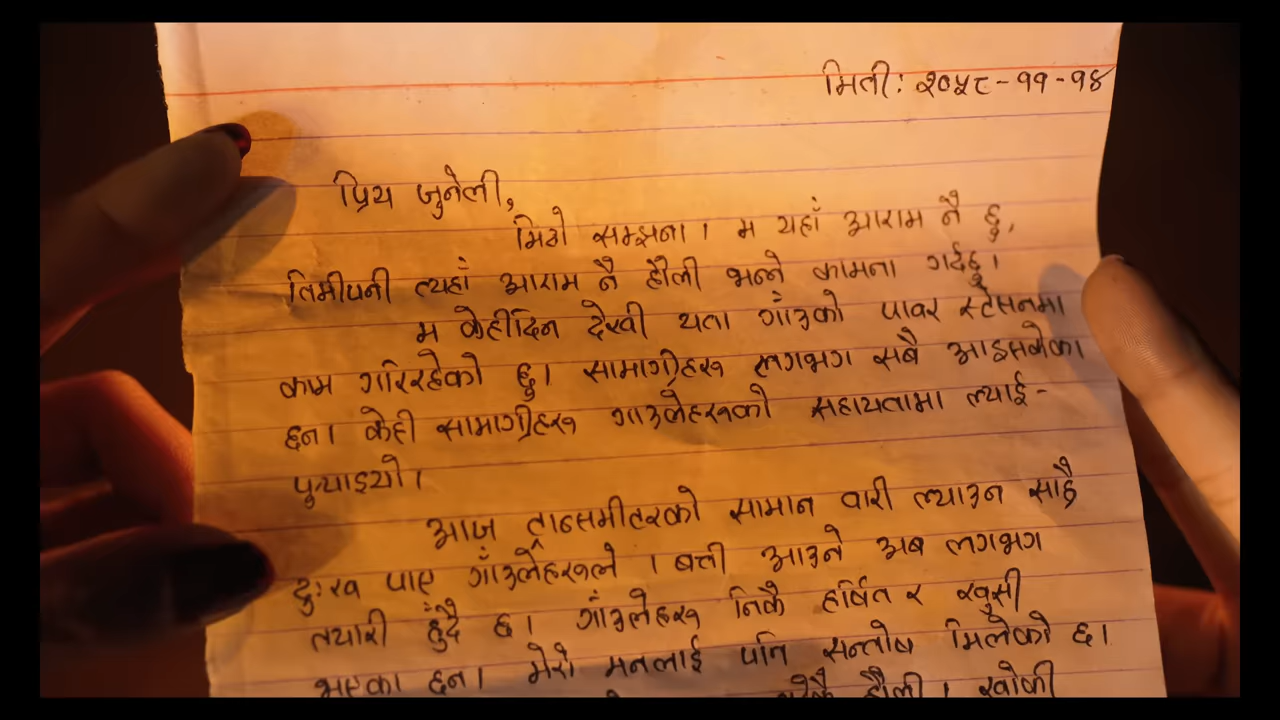 मिती: २०५८-११-१४
प्रिय जुनेली,
मिठो सम्झना । म यहाँ आराम नै छु,
तिमीपनी त्यहाँ आराम नै हौली भन्ने कामना गर्दछु।
म केहीदिन देखी यता गाँउको पावर स्टेसनमा
काम गरिरहेको छु। सामाग्रीहरू लगभग सबै आइसकेका
छन। केही सामाग्रीहरू गाउलेहरूको सहायतामा ल्याई-
पुर्‍याइयो।
आज ट्रान्समीटरको सामान वारी ल्याउन साह्रै
दुःख पाए गाँउलेहरूले । बत्ती आउने अब लगभग
तयारी हुँदै छ। गाँउलेहरू निकै हर्षित र खुसी
भएका छन। मेरो मनलाई पनि सन्तोष मिलेको छ।
हौली । खोकी